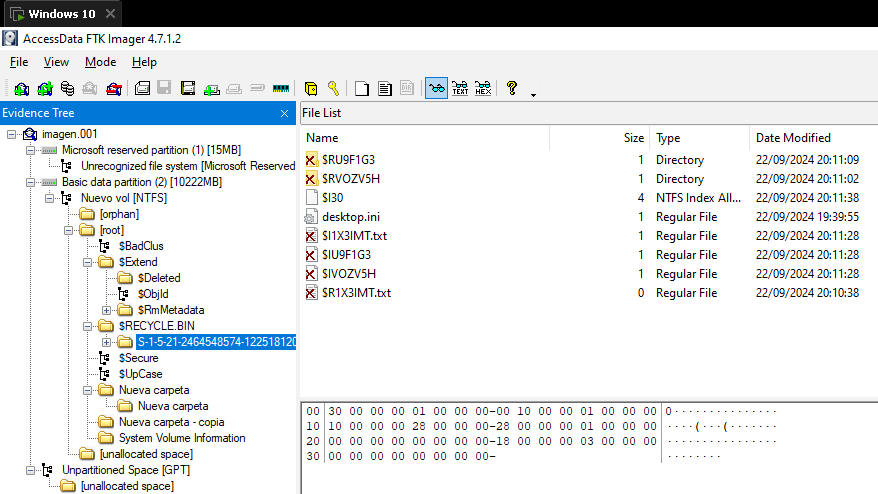 Windows 10
AccessData FTK Imager 4.7.1.2
File View Mode Help
TEXT HEX ?
Evidence Tree
imagen.001
Microsoft reserved partition (1) [15MB]
Unrecognized file system [Microsoft Reserved
Basic data partition (2) [10222MB]
Nuevo vol [NTFS]
[orphan]
[root]
$BadClus
$Extend
$Deleted
$ObjId
$RmMetadata
$RECYCLE.BIN
S-1-5-21-2464548574-122518120
$Secure
$UpCase
Nueva carpeta
Nueva carpeta
Nueva carpeta - copia
System Volume Information
[unallocated space]
Unpartitioned Space [GPT]
[unallocated space]
File List
Name Size Type Date Modified
$RU9F1G3 1 Directory 22/09/2024 20:11:09
$RVOZV5H 1 Directory 22/09/2024 20:11:02
$I30 4 NTFS Index All... 22/09/2024 20:11:38
desktop.ini 1 Regular File 22/09/2024 19:39:55
$I1X3IMT.txt 1 Regular File 22/09/2024 20:11:28
$IU9F1G3 1 Regular File 22/09/2024 20:11:28
$IVOZV5H 1 Regular File 22/09/2024 20:11:28
$R1X3IMT.txt 0 Regular File 22/09/2024 20:10:38
00 30 00 00 00 01 00 00 00-00 10 00 00 01 00 00 00 0···············
10 10 00 00 00 28 00 00 00-28 00 00 00 01 00 00 00 ····(···(·······
20 00 00 00 00 00 00 00 00-18 00 00 00 03 00 00 00 ················
30 00 00 00 00 00 00 00 00- ········